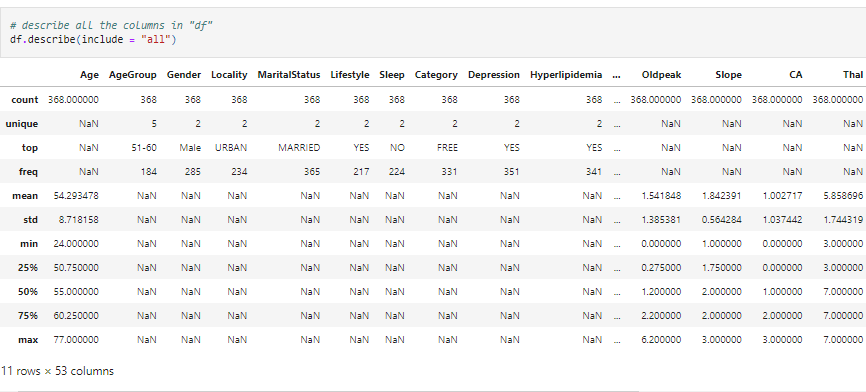 # describe all the columns in "df"
df.describe(include = "all")
Age AgeGroup Gender Locality MaritalStatus Lifestyle Sleep Category Depression Hyperlipidemia ... Oldpeak Slope CA Thal
count 368.000000 368 368 368 368 368 368 368 368 368 ... 368.000000 368.000000 368.000000 368.000000
unique NaN 5 2 2 2 2 2 2 2 2 ... NaN NaN NaN NaN
top NaN 51-60 Male URBAN MARRIED YES NO FREE YES YES ... NaN NaN NaN NaN
freq NaN 184 285 234 365 217 224 331 351 341 ... NaN NaN NaN NaN
mean 54.293478 NaN NaN NaN NaN NaN NaN NaN NaN NaN ... 1.541848 1.842391 1.002717 5.858696
std 8.718158 NaN NaN NaN NaN NaN NaN NaN NaN NaN ... 1.385381 0.564284 1.037442 1.744319
min 24.000000 NaN NaN NaN NaN NaN NaN NaN NaN NaN ... 0.000000 1.000000 0.000000 3.000000
25% 50.750000 NaN NaN NaN NaN NaN NaN NaN NaN NaN ... 0.275000 1.750000 0.000000 3.000000
50% 55.000000 NaN NaN NaN NaN NaN NaN NaN NaN NaN ... 1.200000 2.000000 1.000000 7.000000
75% 60.250000 NaN NaN NaN NaN NaN NaN NaN NaN NaN ... 2.200000 2.000000 2.000000 7.000000
max 77.000000 NaN NaN NaN NaN NaN NaN NaN NaN NaN ... 6.200000 3.000000 3.000000 7.000000
11 rows × 53 columns